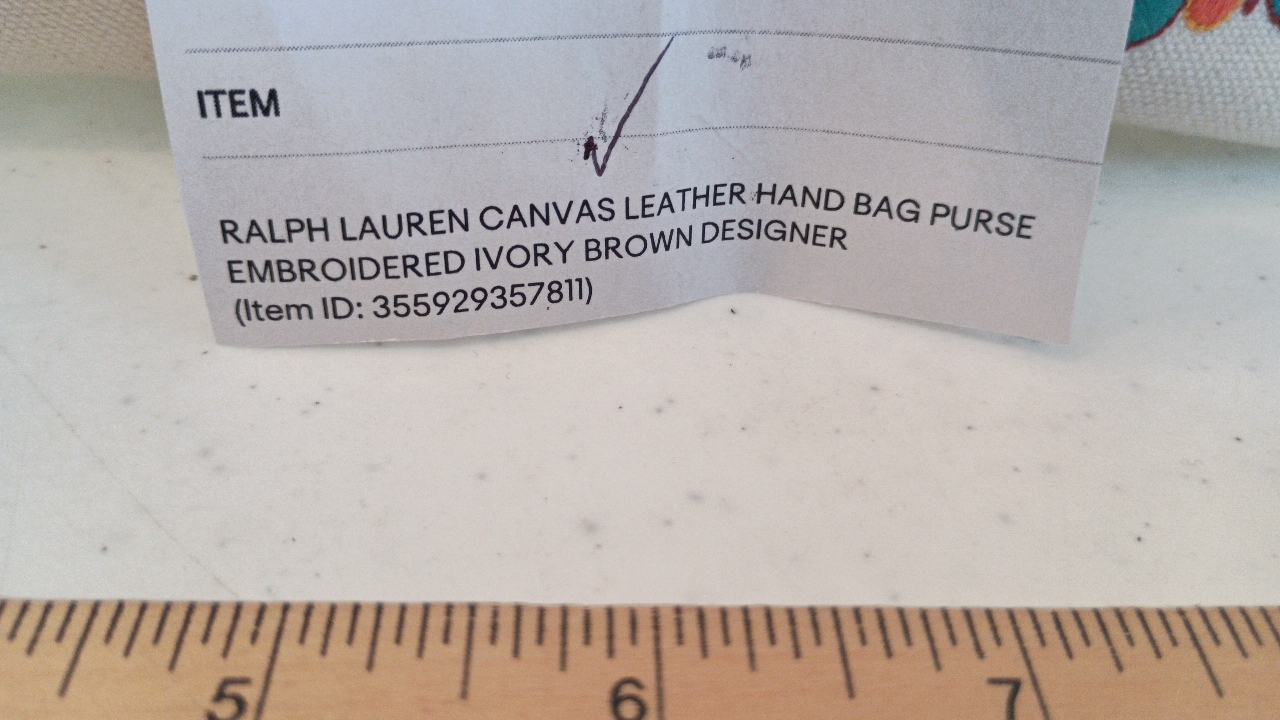 ITEM
RALPH LAUREN CANVAS LEATHER HAND BAG PURSE
EMBROIDERED IVORY BROWN DESIGNER
(Item ID: 355929357811)
5 6 7